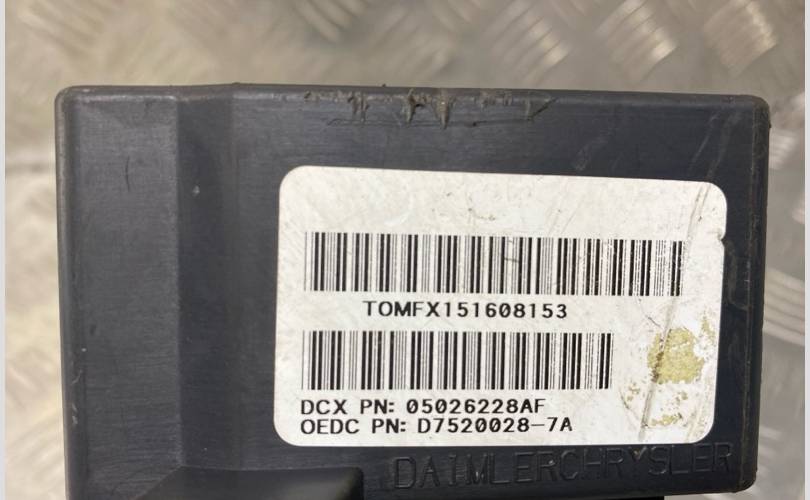 TOMFX151608153
DCX PN: 05026228AF
OEDC PN: D7520028-7A
DAIMLERCHRYSLER